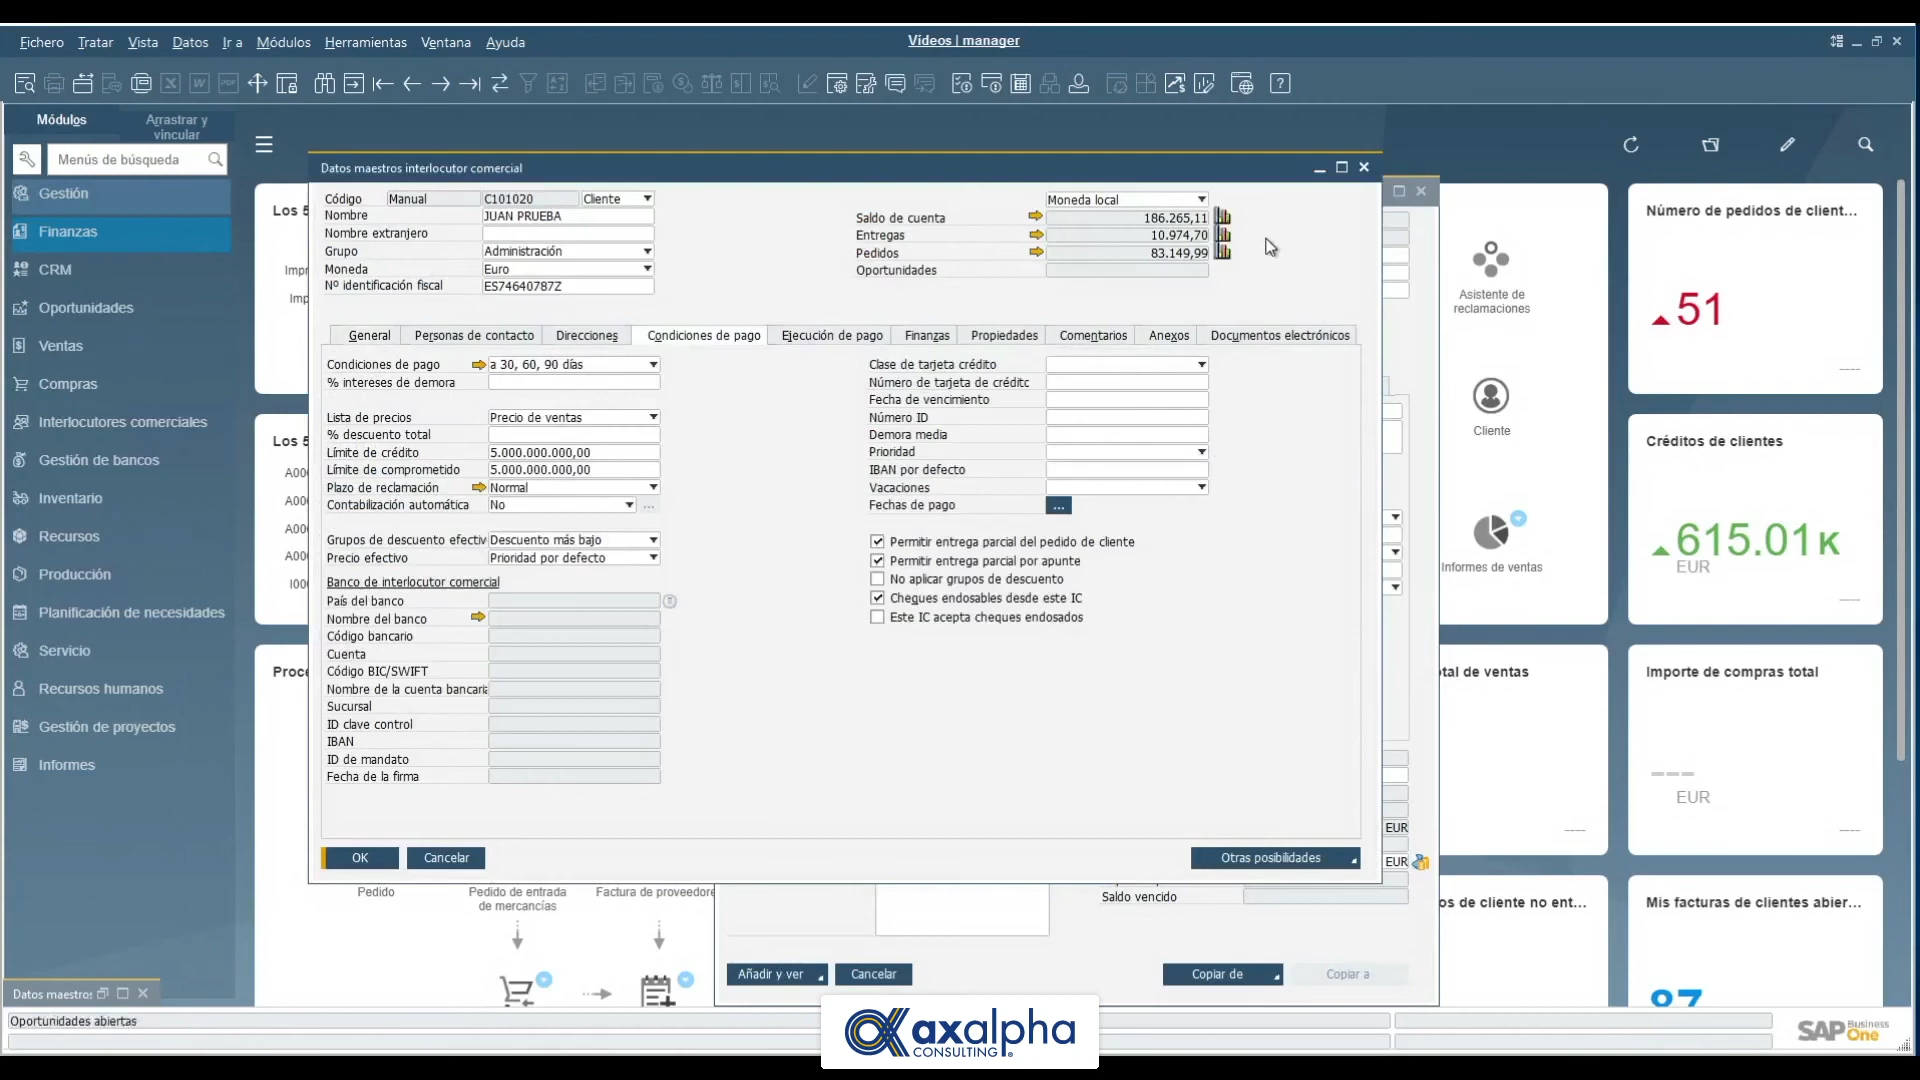 Fichero Tratar Vista Datos Ir a Módulos Herramientas Ventana Ayuda
Vídeos | manager
Módulos
Arrastrar y
vincular
Menús de búsqueda
Gestión
Finanzas
CRM
Oportunidades
Ventas
Compras
Interlocutores comerciales
Gestión de bancos
Inventario
Recursos
Producción
Planificación de necesidades
Servicio
Recursos humanos
Gestión de proyectos
Informes
Datos maestros interlocutor comercial
Código Manual C101020 Cliente
Nombre JUAN PRUEBA
Nombre extranjero
Grupo Administración
Moneda Euro
Nº identificación fiscal ES74640787Z
Moneda local
Saldo de cuenta 186.265,11
Entregas 10.974,70
Pedidos 83.149,99
Oportunidades
General Personas de contacto Direcciones Condiciones de pago Ejecución de pago Finanzas Propiedades Comentarios Anexos Documentos electrónicos
Condiciones de pago a 30, 60, 90 días
% intereses de demora
Lista de precios Precio de ventas
% descuento total
Límite de crédito 5.000.000.000,00
Límite de comprometido 5.000.000.000,00
Plazo de reclamación Normal
Contabilización automática No ...
Grupos de descuento efectiv Descuento más bajo
Precio efectivo Prioridad por defecto
Banco de interlocutor comercial
País del banco
Nombre del banco
Código bancario
Cuenta
Código BIC/SWIFT
Nombre de la cuenta bancaria
Sucursal
ID clave control
IBAN
ID de mandato
Fecha de la firma
Clase de tarjeta crédito
Número de tarjeta de crédito
Fecha de vencimiento
Número ID
Demora media
Prioridad
IBAN por defecto
Vacaciones
Fechas de pago ...
Permitir entrega parcial del pedido de cliente
Permitir entrega parcial por apunte
No aplicar grupos de descuento
Cheques endosables desde este IC
Este IC acepta cheques endosados
OK Cancelar Otras posibilidades
Los 5
Impr
Imp
Los 5
A000
A00
A00
A00
I000
Proce
Pedido
Pedido de entrada
de mercancías
Factura de proveedore
EUR
EUR
Saldo vencido
Añadir y ver Cancelar Copiar de Copiar a
Asistente de
reclamaciones
Cliente
Informes de ventas
Número de pedidos de client...
51
Créditos de clientes
615.01K
EUR
tal de ventas
Importe de compras total
EUR
os de cliente no ent...
Mis facturas de clientes abier...
87
Datos maestros
Oportunidades abiertas
axalpha
CONSULTING®
SAP Business
One